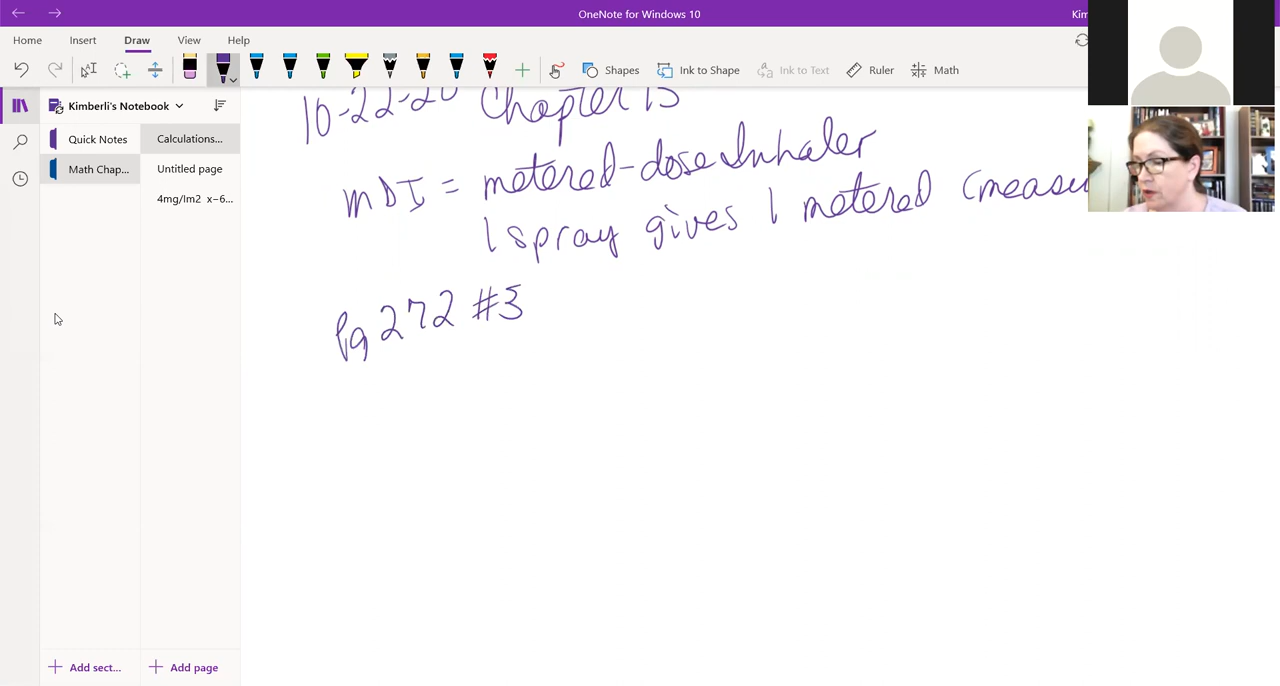 OneNote for Windows 10
Kim
Home Insert Draw View Help
Shapes Ink to Shape Ink to Text Ruler Math
Kimberli's Notebook
Quick Notes
Math Chap...
Calculations...
Untitled page
4mg/Im2 x-6...
10-22-20 Chapter 15
MDI = metered-dose Inhaler
1 spray gives 1 metered (measu
Pg 272 #3
Add sect...
Add page